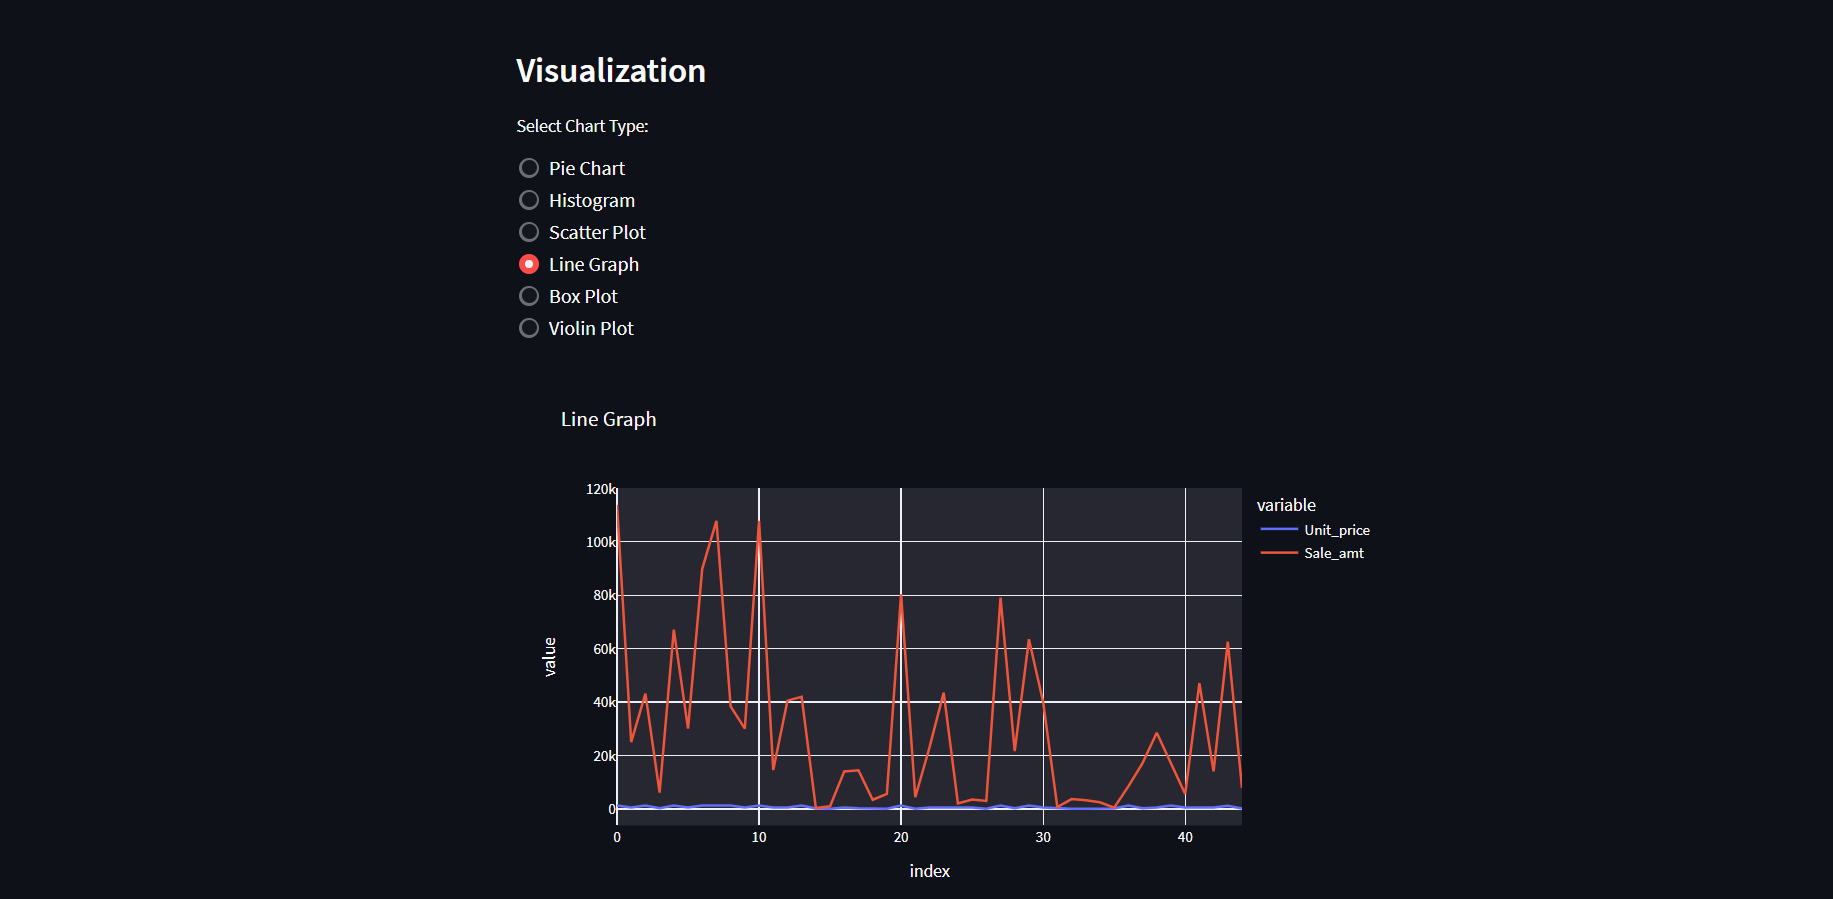 Visualization
Select Chart Type:
Pie Chart
Histogram
Scatter Plot
Line Graph
Box Plot
Violin Plot
Line Graph
120k
100k
80k
60k
40k
20k
0
value
0 10 20 30 40
index
variable
Unit_price
Sale_amt